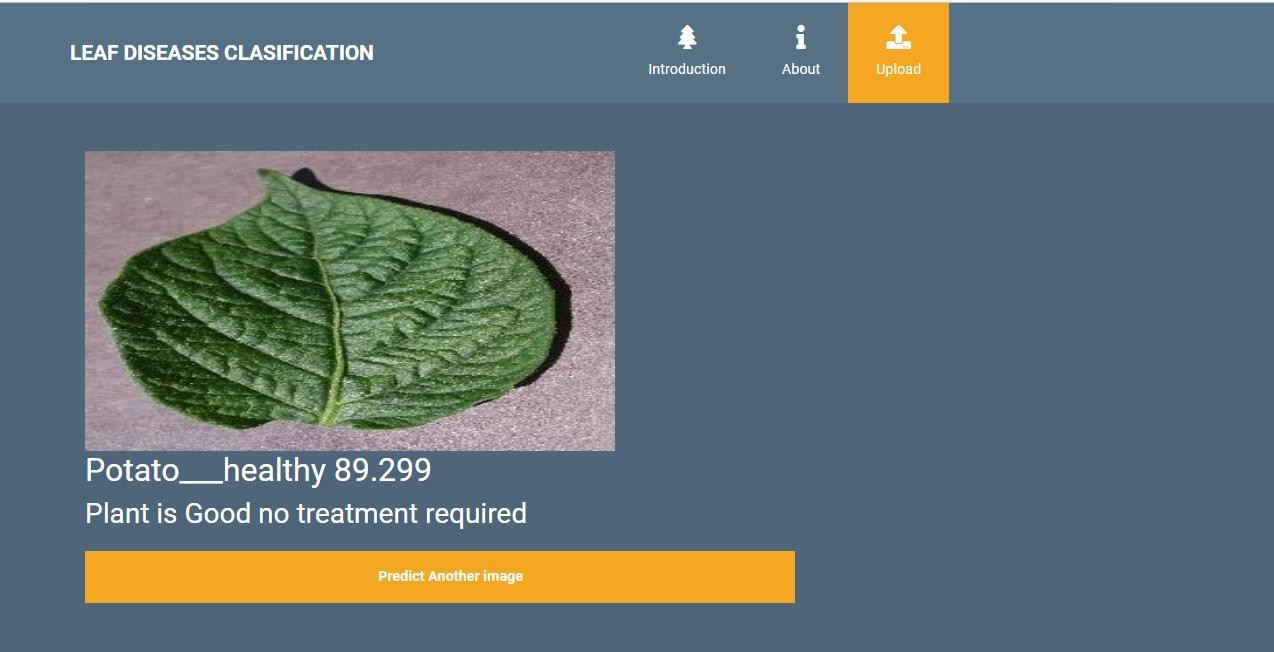 LEAF DISEASES CLASIFICATION
Introduction
About
Upload
Potato___healthy 89.299
Plant is Good no treatment required
Predict Another image